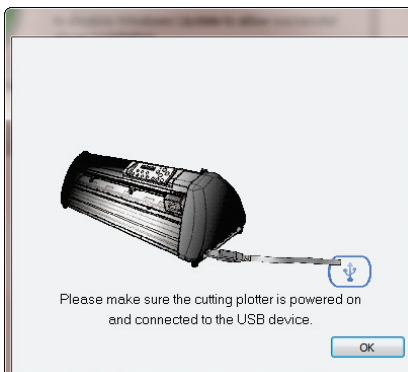 Please make sure the cutting plotter is powered on
and connected to the USB device.
OK